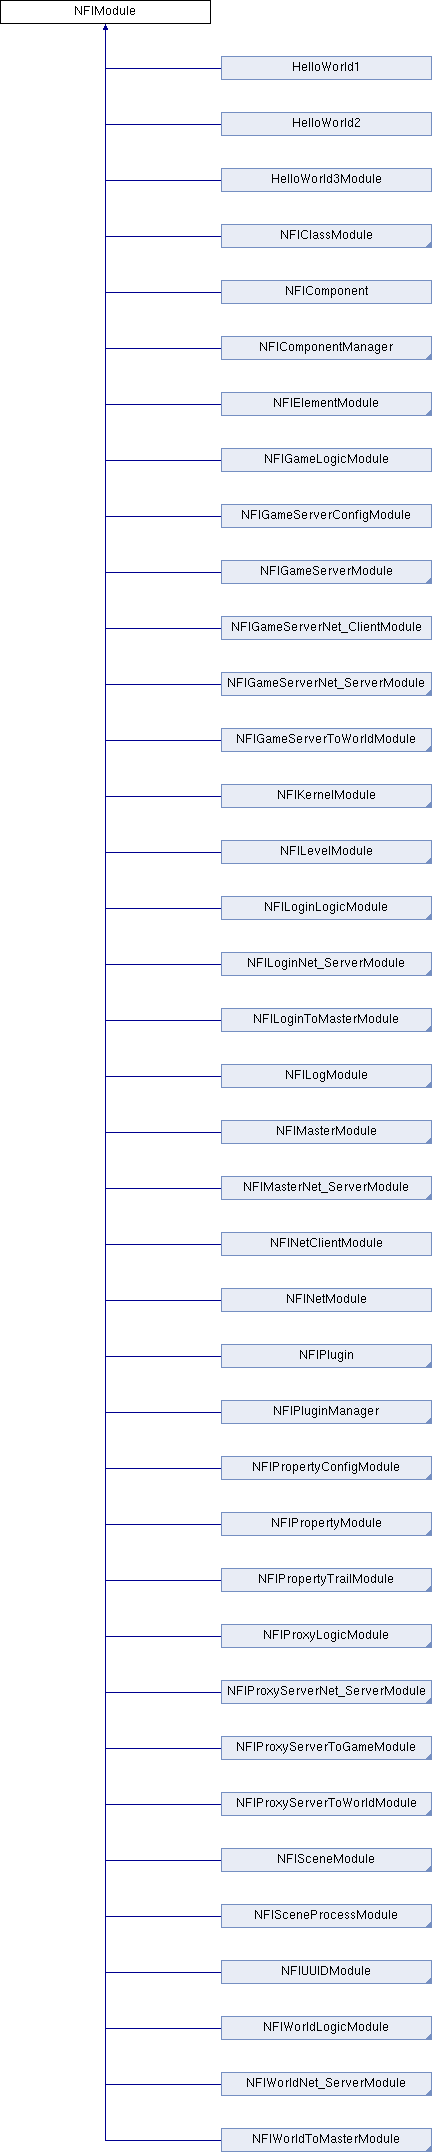 NFIModule
HelloWorld1
HelloWorld2
HelloWorld3Module
NFIClassModule
NFIComponent
NFIComponentManager
NFIElementModule
NFIGameLogicModule
NFIGameServerConfigModule
NFIGameServerModule
NFIGameServerNet_ClientModule
NFIGameServerNet_ServerModule
NFIGameServerToWorldModule
NFIKernelModule
NFILevelModule
NFILoginLogicModule
NFILoginNet_ServerModule
NFILoginToMasterModule
NFILogModule
NFIMasterModule
NFIMasterNet_ServerModule
NFINetClientModule
NFINetModule
NFIPlugin
NFIPluginManager
NFIPropertyConfigModule
NFIPropertyModule
NFIPropertyTrailModule
NFIProxyLogicModule
NFIProxyServerNet_ServerModule
NFIProxyServerToGameModule
NFIProxyServerToWorldModule
NFISceneModule
NFISceneProcessModule
NFIUUIDModule
NFIWorldLogicModule
NFIWorldNet_ServerModule
NFIWorldToMasterModule